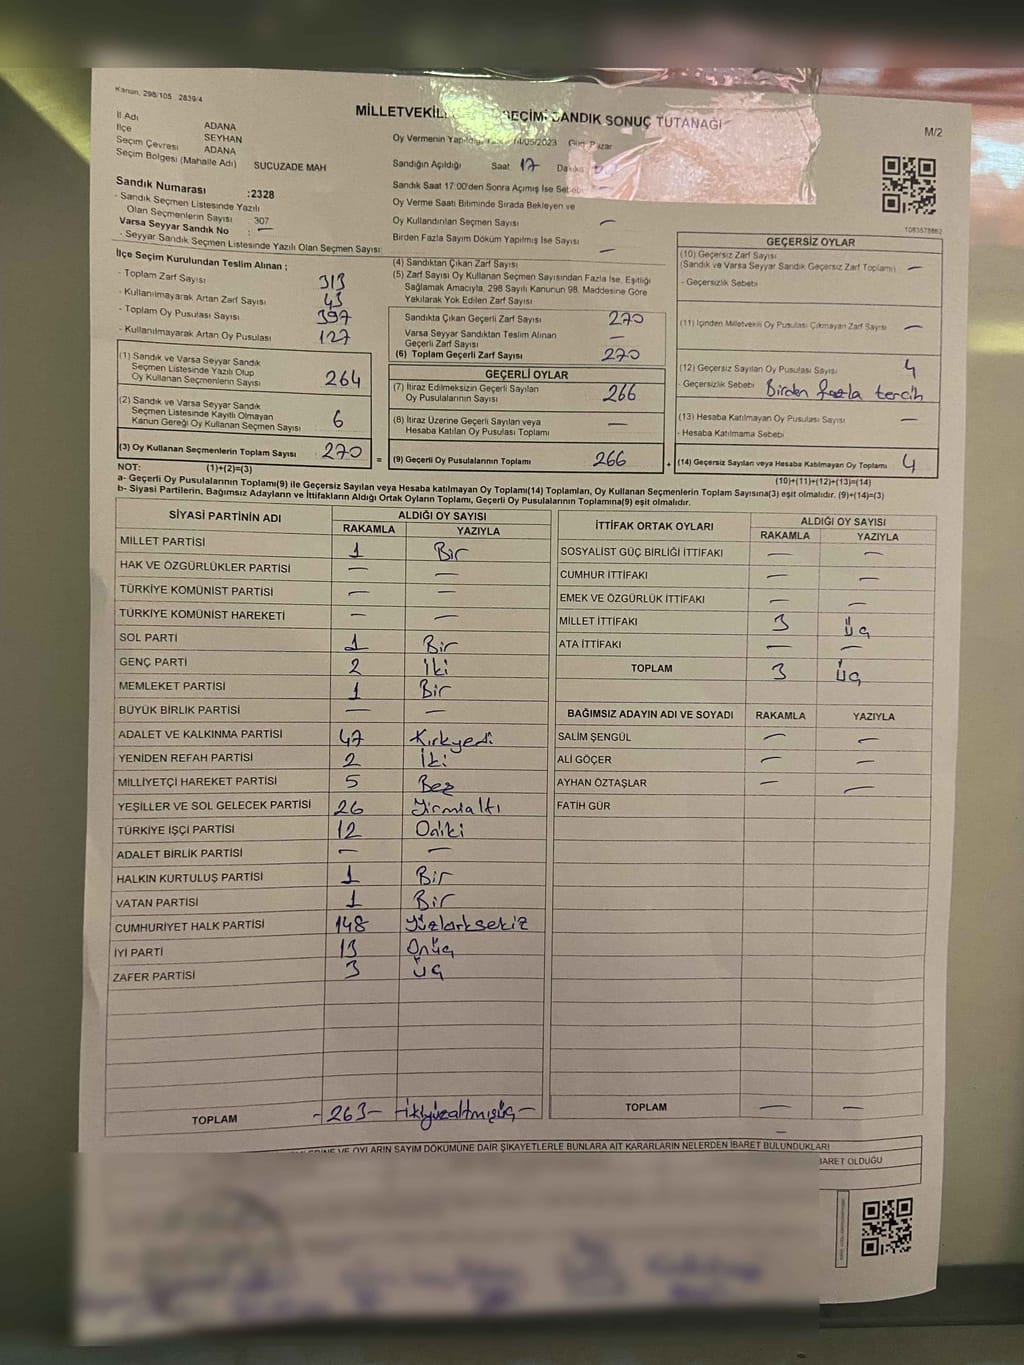 Kanun, 298/105 2839/4
MİLLETVEKİL SEÇİMİ SANDIK SONUÇ TUTANAĞI
M/2
İl Adı ADANA
İlçe SEYHAN
Seçim Çevresi ADANA
Seçim Bölgesi (Mahalle Adı) SUCUZADE MAH
Oy Vermenin 14/05/2023 Gün Pazar
Sandığın Açıldığı Saat 17
Sandık Saat 17:00'den Sonra Açımış İse Sebebi
Oy Verme Saati Bitiminde Sırada Bekleyen ve
Oy Kullandırılan Seçmen Sayısı —
Birden Fazla Sayım Döküm Yapılmış İse Sayısı —
Sandık Numarası :2328
- Sandık Seçmen Listesinde Yazılı
Olan Seçmenlerin Sayısı : 307
Varsa Seyyar Sandık No : —
- Seyyar Sandık Seçmen Listesinde Yazılı Olan Seçmen Sayısı:
İlçe Seçim Kurulundan Teslim Alınan ;
- Toplam Zarf Sayısı 313
- Kullanılmayarak Artan Zarf Sayısı 43
- Toplam Oy Pusulası Sayısı 397
- Kullanılmayarak Artan Oy Pusulası 127
(1) Sandık ve Varsa Seyyar Sandık
Seçmen Listesinde Yazılı Olup
Oy Kullanan Seçmenlerin Sayısı 264
(2) Sandık ve Varsa Seyyar Sandık
Seçmen Listesinde Kayıtlı Olmayan
Kanun Gereği Oy Kullanan Seçmen Sayısı 6
(3) Oy Kullanan Seçmenlerin Toplam Sayısı 270
(4) Sandıktan Çıkan Zarf Sayısı
(5) Zarf Sayısı Oy Kullanan Seçmen Sayısından Fazla İse, Eşitliği
Sağlamak Amacıyla, 298 Sayılı Kanunun 98. Maddesine Göre
Yakılarak Yok Edilen Zarf Sayısı
Sandıkta Çıkan Geçerli Zarf Sayısı 270
Varsa Seyyar Sandıktan Teslim Alınan
Geçerli Zarf Sayısı —
(6) Toplam Geçerli Zarf Sayısı 270
GEÇERLİ OYLAR
(7) İtiraz Edilmeksizin Geçerli Sayılan
Oy Pusulalarının Sayısı 266
(8) İtiraz Üzerine Geçerli Sayılan veya
Hesaba Katılan Oy Pusulası Toplamı —
= (9) Geçerli Oy Pusulalarının Toplamı 266
1083578862
GEÇERSİZ OYLAR
(10) Geçersiz Zarf Sayısı
(Sandık ve Varsa Seyyar Sandık Geçersiz Zarf Toplamı) —
- Geçersizlik Sebebi
(11) İçinden Milletvekili Oy Pusulası Çıkmayan Zarf Sayısı —
(12) Geçersiz Sayılan Oy Pusulası Sayısı 4
- Geçersizlik Sebebi Birden fazla tercih
(13) Hesaba Katılmayan Oy Pusulası Sayısı —
- Hesaba Katılmama Sebebi
+ (14) Geçersiz Sayılan veya Hesaba Katılmayan Oy Pusulası Toplamı 4
NOT: (1)+(2)=(3)
(10)+(11)+(12)+(13)=(14)
a- Geçerli Oy Pusulalarının Toplamı(9) ile Geçersiz Sayılan veya Hesaba katılmayan Oy Toplamı(14) Toplamları, Oy Kullanan Seçmenlerin Toplam Sayısına(3) eşit olmalıdır. (9)+(14)=(3)
b- Siyasi Partilerin, Bağımsız Adayların ve İttifakların Aldığı Ortak Oyların Toplamı, Geçerli Oy Pusulalarının Toplamına(9) eşit olmalıdır.
SİYASİ PARTİNİN ADI ALDIĞI OY SAYISI
RAKAMLA YAZIYLA
MİLLET PARTİSİ 1 Bir
HAK VE ÖZGÜRLÜKLER PARTİSİ — —
TÜRKİYE KOMÜNİST PARTİSİ — —
TÜRKİYE KOMÜNİST HAREKETİ — —
SOL PARTİ 1 Bir
GENÇ PARTİ 2 İki
MEMLEKET PARTİSİ 1 Bir
BÜYÜK BİRLİK PARTİSİ — —
ADALET VE KALKINMA PARTİSİ 47 Kırkyedi
YENİDEN REFAH PARTİSİ 2 İki
MİLLİYETÇİ HAREKET PARTİSİ 5 Beş
YEŞİLLER VE SOL GELECEK PARTİSİ 26 Yirmialtı
TÜRKİYE İŞÇİ PARTİSİ 12 Oniki
ADALET BİRLİK PARTİSİ — —
HALKIN KURTULUŞ PARTİSİ 1 Bir
VATAN PARTİSİ 1 Bir
CUMHURİYET HALK PARTİSİ 148 Yüzkırksekiz
İYİ PARTİ 13 Onüç
ZAFER PARTİSİ 3 Üç
TOPLAM -263- -İkiyüzaltmışüç-
İTTİFAK ORTAK OYLARI ALDIĞI OY SAYISI
RAKAMLA YAZIYLA
SOSYALİST GÜÇ BİRLİĞİ İTTİFAKI — —
CUMHUR İTTİFAKI — —
EMEK VE ÖZGÜRLÜK İTTİFAKI — —
MİLLET İTTİFAKI 3 Üç
ATA İTTİFAKI — —
TOPLAM 3 Üç
BAĞIMSIZ ADAYIN ADI VE SOYADI RAKAMLA YAZIYLA
SALİM ŞENGÜL — —
ALİ GÖÇER — —
AYHAN ÖZTAŞLAR — —
FATİH GÜR
TOPLAM — —
VE OYLARIN SAYIM DÖKÜMÜNE DAİR ŞİKAYETLERLE BUNLARA AİT KARARLARIN NELERDEN İBARET BULUNDUKLARI
İBARET OLDUĞU